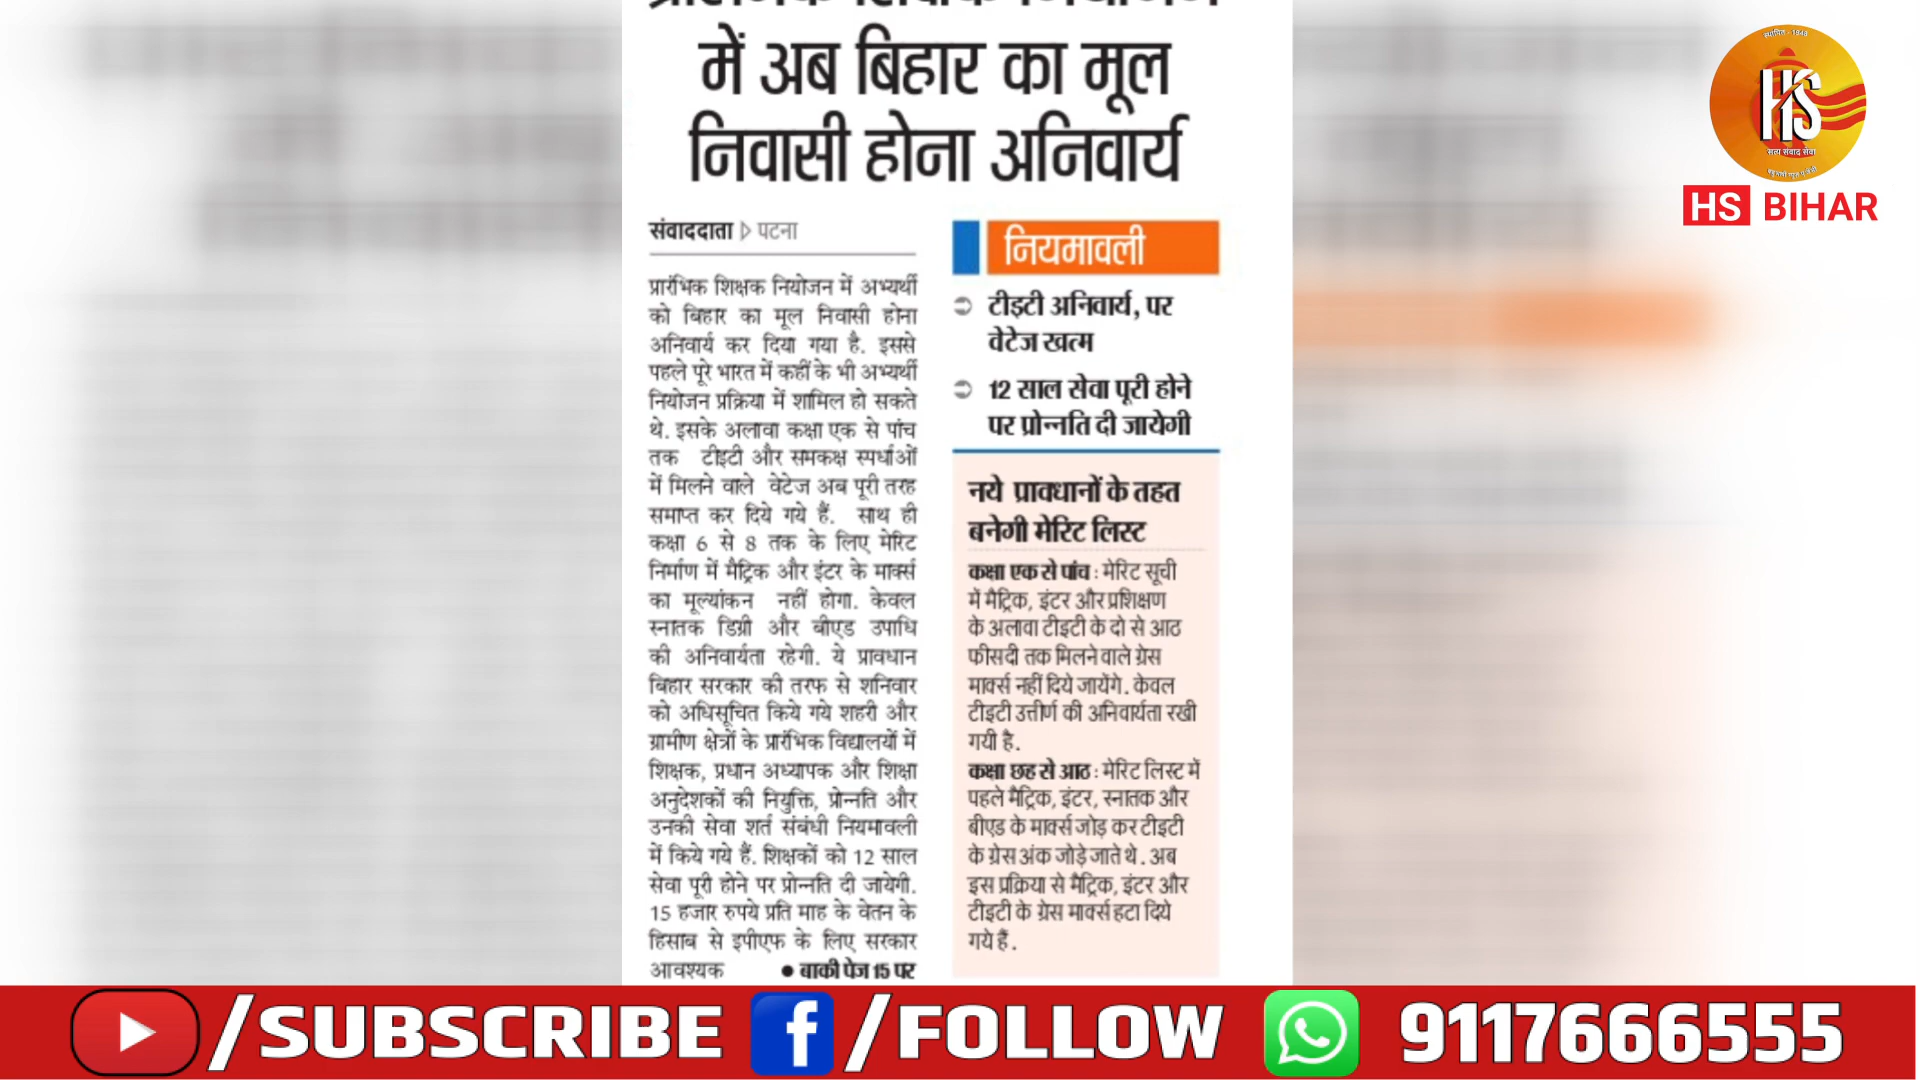 में अब बिहार का मूल
निवासी होना अनिवार्य
संवाददाता ▷ पटना
प्रारंभिक शिक्षक नियोजन में अभ्यर्थी
को बिहार का मूल निवासी होना
अनिवार्य कर दिया गया है. इससे
पहले पूरे भारत में कहीं के भी अभ्यर्थी
नियोजन प्रक्रिया में शामिल हो सकते
थे. इसके अलावा कक्षा एक से पांच
तक टीइटी और समकक्ष स्पर्धाओं
में मिलने वाले वेटेज अब पूरी तरह
समाप्त कर दिये गये हैं. साथ ही
कक्षा 6 से 8 तक के लिए मेरिट
निर्माण में मैट्रिक और इंटर के मार्क्स
का मूल्यांकन नहीं होगा. केवल
स्नातक डिग्री और बीएड उपाधि
की अनिवार्यता रहेगी. ये प्रावधान
बिहार सरकार की तरफ से शनिवार
को अधिसूचित किये गये शहरी और
ग्रामीण क्षेत्रों के प्रारंभिक विद्यालयों में
शिक्षक, प्रधान अध्यापक और शिक्षा
अनुदेशकों की नियुक्ति, प्रोन्नति और
उनकी सेवा शर्त संबंधी नियमावली
में किये गये हैं. शिक्षकों को 12 साल
सेवा पूरी होने पर प्रोन्नति दी जायेगी.
15 हजार रुपये प्रति माह के वेतन के
हिसाब से इपीएफ के लिए सरकार
आवश्यक ● बाकी पेज 15 पर
नियमावली
टीइटी अनिवार्य, पर
वेटेज खत्म
12 साल सेवा पूरी होने
पर प्रोन्नति दी जायेगी
नये प्रावधानों के तहत
बनेगी मेरिट लिस्ट
कक्षा एक से पांच : मेरिट सूची
में मैट्रिक, इंटर और प्रशिक्षण
के अलावा टीइटी के दो से आठ
फीसदी तक मिलने वाले ग्रेस
मार्क्स नहीं दिये जायेंगे. केवल
टीइटी उत्तीर्ण की अनिवार्यता रखी
गयी है.
कक्षा छह से आठ : मेरिट लिस्ट में
पहले मैट्रिक, इंटर, स्नातक और
बीएड के मार्क्स जोड़ कर टीइटी
के ग्रेस अंक जोड़े जाते थे. अब
इस प्रक्रिया से मैट्रिक, इंटर और
टीइटी के ग्रेस मार्क्स हटा दिये
गये हैं.
स्थापित - 1948
HS
सत्य संवाद सेवा
HS BIHAR
/SUBSCRIBE f /FOLLOW 9117666555